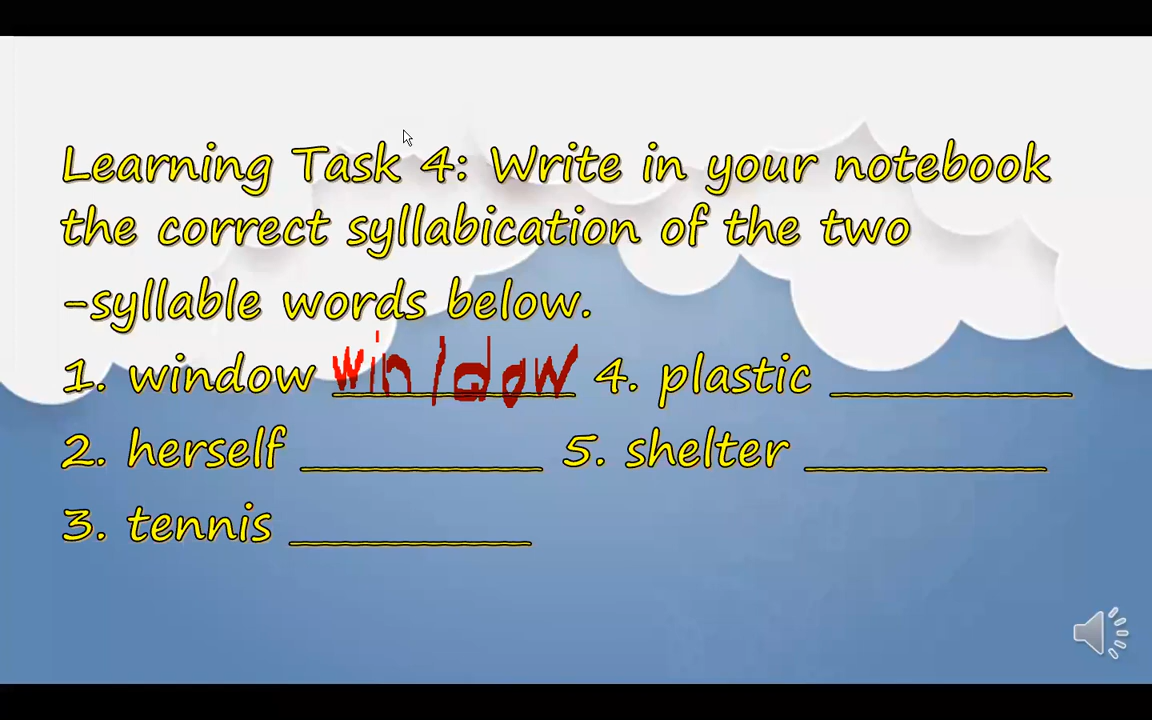 Learning Task 4: Write in your notebook
the correct syllabication of the two
-syllable words below.
1. window win/dow 4. plastic __________
2. herself __________ 5. shelter __________
3. tennis __________